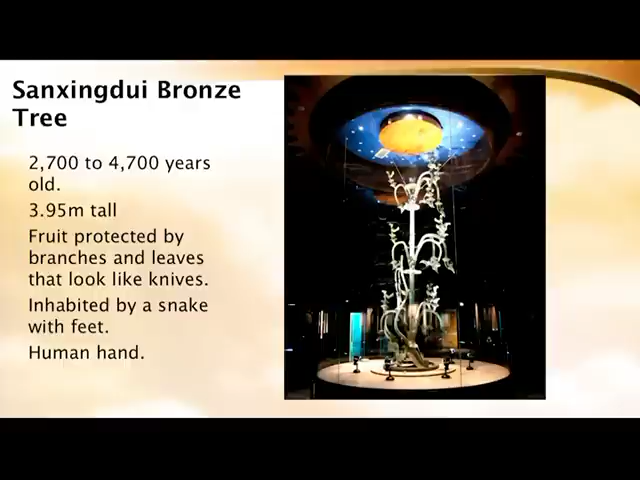 Sanxingdui Bronze
Tree
2,700 to 4,700 years
old.
3.95m tall
Fruit protected by
branches and leaves
that look like knives.
Inhabited by a snake
with feet.
Human hand.